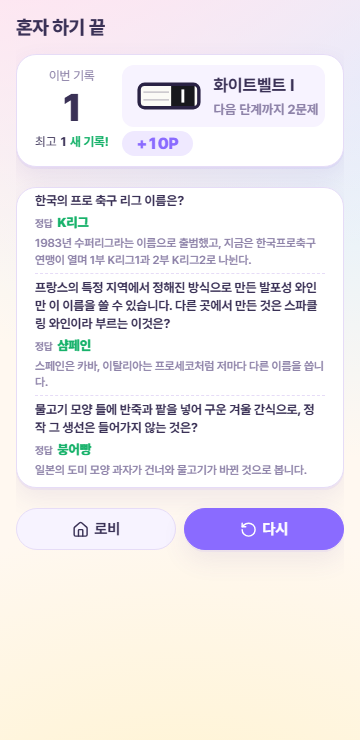 혼자 하기 끝
이번 기록
1
최고 1 새 기록!
화이트벨트 I
다음 단계까지 2문제
+10P
한국의 프로 축구 리그 이름은?
정답 K리그
1983년 수퍼리그라는 이름으로 출범했고, 지금은 한국프로축구
연맹이 열며 1부 K리그1과 2부 K리그2로 나뉜다.
프랑스의 특정 지역에서 정해진 방식으로 만든 발포성 와인
만 이 이름을 쓸 수 있습니다. 다른 곳에서 만든 것은 스파클
링 와인이라 부르는 이것은?
정답 샴페인
스페인은 카바, 이탈리아는 프로세코처럼 저마다 다른 이름을 씁니
다.
물고기 모양 틀에 반죽과 팥을 넣어 구운 겨울 간식으로, 정
작 그 생선은 들어가지 않는 것은?
정답 붕어빵
일본의 도미 모양 과자가 건너와 물고기가 바뀐 것으로 봅니다.
로비
다시